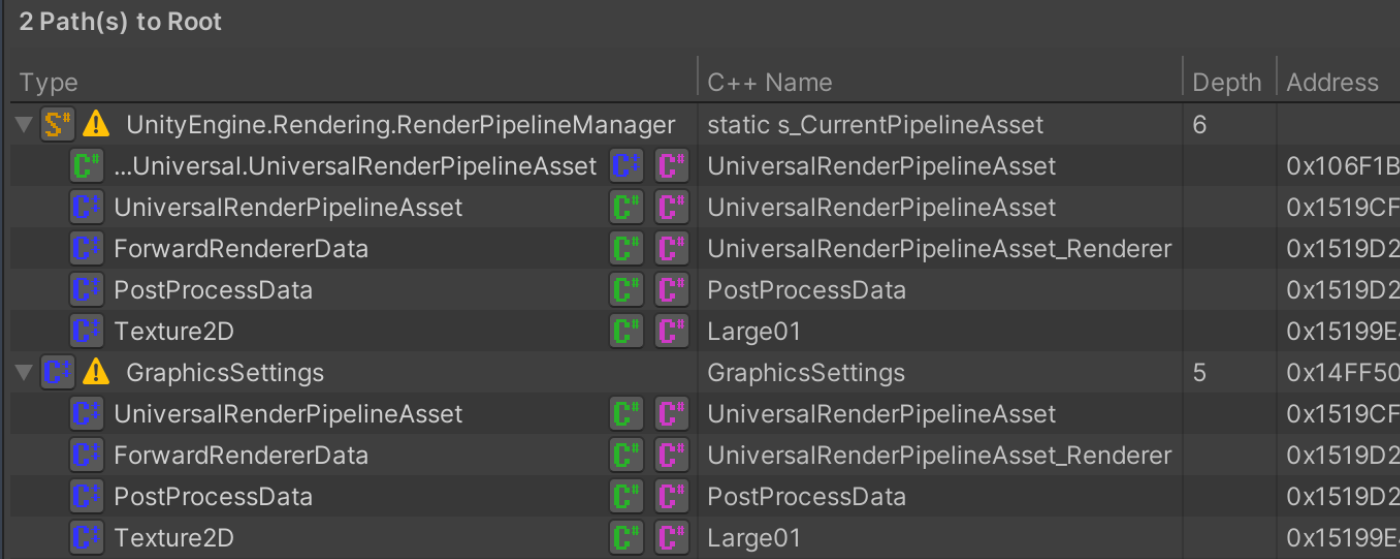 2 Path(s) to Root
Type C++ Name Depth Address
S# UnityEngine.Rendering.RenderPipelineManager static s_CurrentPipelineAsset 6
C# ...Universal.UniversalRenderPipelineAsset C‡ C# UniversalRenderPipelineAsset 0x106F1B
C‡ UniversalRenderPipelineAsset C# C# UniversalRenderPipelineAsset 0x1519CF
C‡ ForwardRendererData C# C# UniversalRenderPipelineAsset_Renderer 0x1519D2
C‡ PostProcessData C# C# PostProcessData 0x1519D2
C‡ Texture2D C# C# Large01 0x15199E
C‡ GraphicsSettings GraphicsSettings 5 0x14FF50
C‡ UniversalRenderPipelineAsset C# C# UniversalRenderPipelineAsset 0x1519CF
C‡ ForwardRendererData C# C# UniversalRenderPipelineAsset_Renderer 0x1519D2
C‡ PostProcessData C# C# PostProcessData 0x1519D2
C‡ Texture2D C# C# Large01 0x15199E